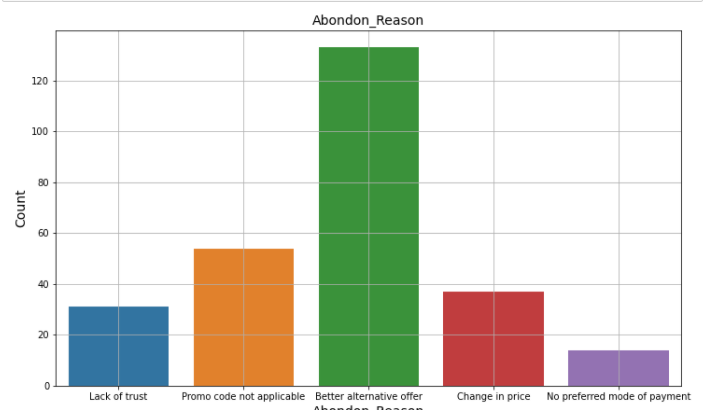 Abondon_Reason
120
100
80
60
40
20
0
Count
Lack of trust Promo code not applicable Better alternative offer Change in price No preferred mode of payment
Abondon_Reason